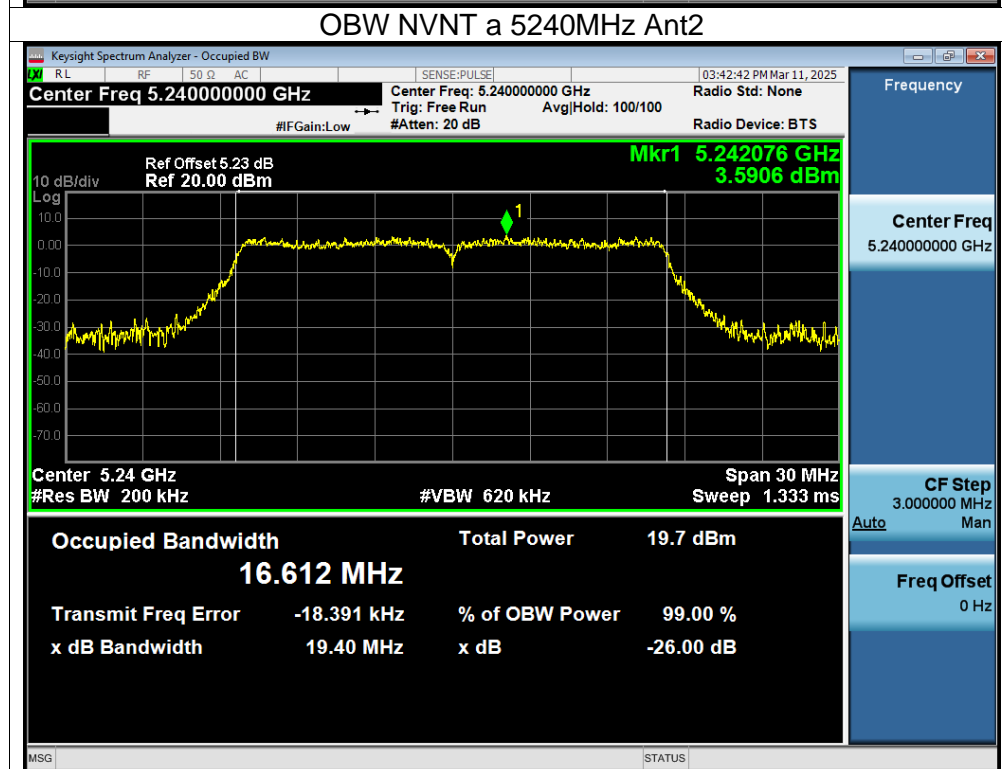 OBW NVNT a 5240MHz Ant2
Keysight Spectrum Analyzer - Occupied BW
LXI RL RF 50 Ω AC SENSE:PULSE 03:42:42 PM Mar 11, 2025
Center Freq 5.240000000 GHz Center Freq: 5.240000000 GHz Radio Std: None
Trig: Free Run Avg|Hold: 100/100
#IFGain:Low #Atten: 20 dB Radio Device: BTS
Frequency
Mkr1 5.242076 GHz
3.5906 dBm
Ref Offset 5.23 dB
10 dB/div Ref 20.00 dBm
Log
10.0
0.00
-10.0
-20.0
-30.0
-40.0
-50.0
-60.0
-70.0
1
Center Freq
5.240000000 GHz
Center 5.24 GHz Span 30 MHz
#Res BW 200 kHz #VBW 620 kHz Sweep 1.333 ms
CF Step
3.000000 MHz
Auto Man
Occupied Bandwidth Total Power 19.7 dBm
16.612 MHz
Freq Offset
0 Hz
Transmit Freq Error -18.391 kHz % of OBW Power 99.00 %
x dB Bandwidth 19.40 MHz x dB -26.00 dB
MSG STATUS